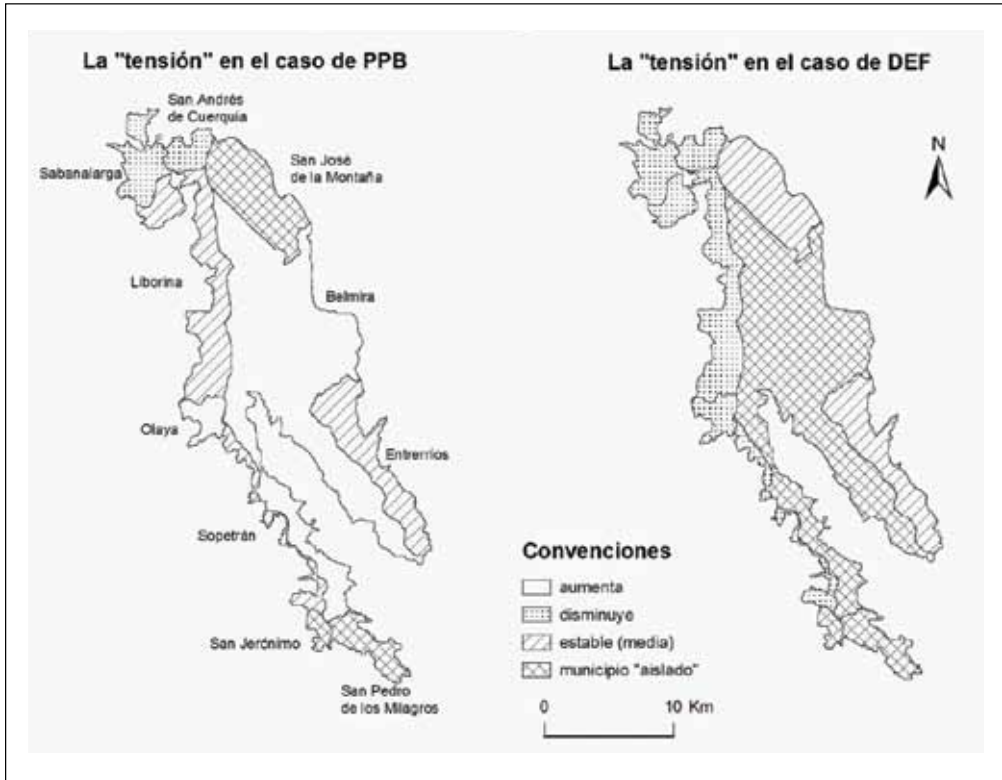 La "tensión" en el caso de PPB
La "tensión" en el caso de DEF
San Andrés
de Cuerquía
Sabanalarga
San José
de la Montaña
Liborina
Belmira
Olaya
Entrerríos
Sopetrán
San Jerónimo
San Pedro
de los Milagros
N
Convenciones
aumenta
disminuye
estable (media)
municipio "aislado"
0 10 Km